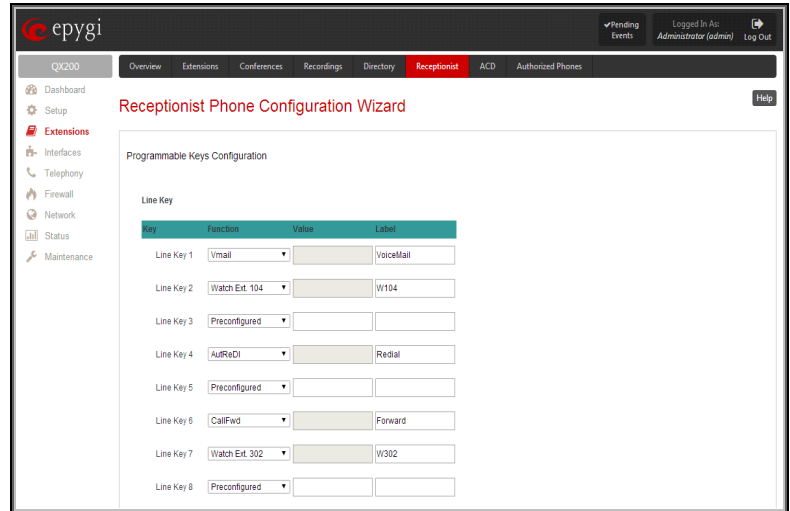 epygi
Pending Events
Logged In As:
Administrator (admin)
Log Out
QX200
Overview Extensions Conferences Recordings Directory Receptionist ACD Authorized Phones
Dashboard
Setup
Extensions
Interfaces
Telephony
Firewall
Network
Status
Maintenance
Receptionist Phone Configuration Wizard
Help
Programmable Keys Configuration
Line Key
Key Function Value Label
Line Key 1 Vmail VoiceMail
Line Key 2 Watch Ext. 104 W104
Line Key 3 Preconfigured
Line Key 4 AutReDl Redial
Line Key 5 Preconfigured
Line Key 6 CallFwd Forward
Line Key 7 Watch Ext. 302 W302
Line Key 8 Preconfigured